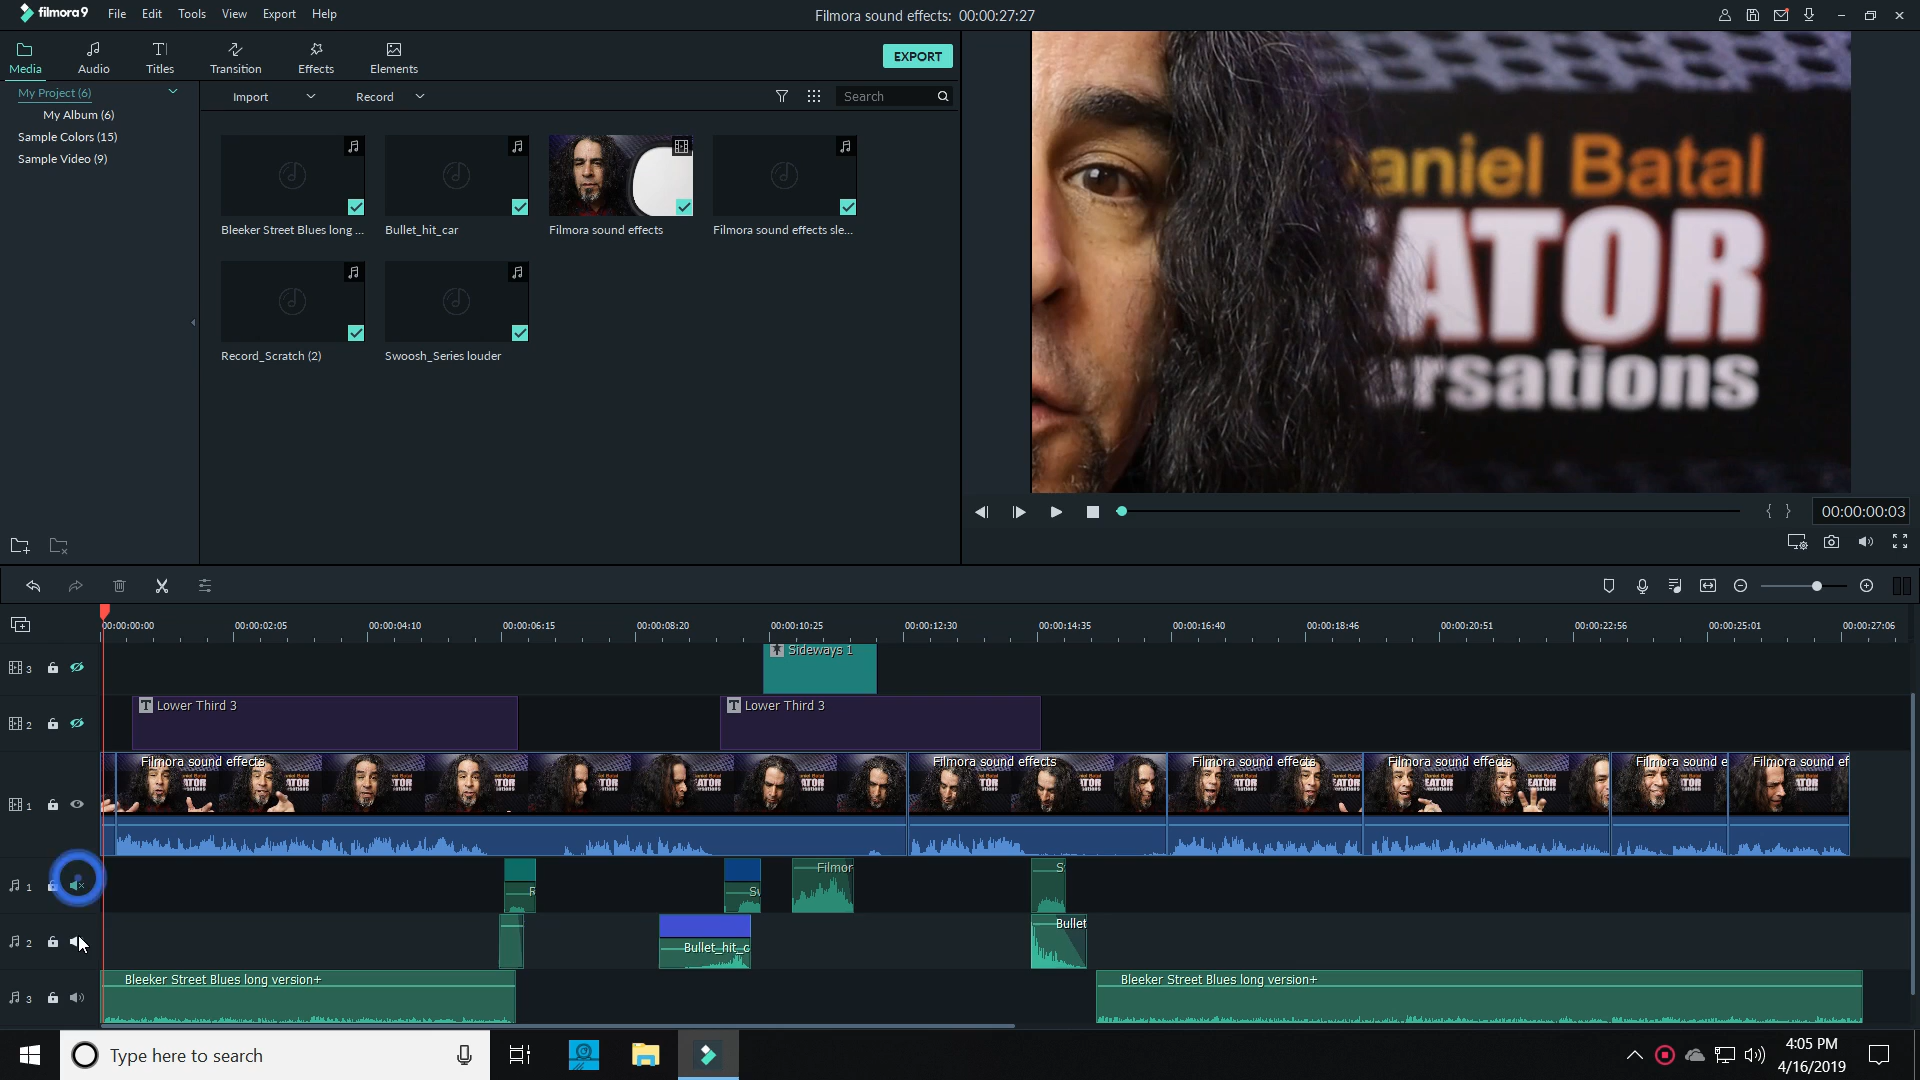 filmora9 File Edit Tools View Export Help Filmora sound effects: 00:00:27:27
Media Audio Titles Transition Effects Elements EXPORT
My Project (6)
My Album (6)
Sample Colors (15)
Sample Video (9)
Import Record Search
Bleeker Street Blues long ... Bullet_hit_car Filmora sound effects Filmora sound effects sle...
Record_Scratch (2) Swoosh_Series louder
aniel Batal
ATOR
rsations
00:00:00:03
00:00:00:00 00:00:02:05 00:00:04:10 00:00:06:15 00:00:08:20 00:00:10:25 00:00:12:30 00:00:14:35 00:00:16:40 00:00:18:46 00:00:20:51 00:00:22:56 00:00:25:01 00:00:27:06
3 Sideways 1
2 Lower Third 3 Lower Third 3
Filmora sound effects Filmora sound effects Filmora sound effects Filmora sound effects Filmora sound e Filmora sound ef
1
1 Filmor S
2 Bullet_hit_c Bullet
3 Bleeker Street Blues long version+ Bleeker Street Blues long version+
Type here to search 4:05 PM
4/16/2019